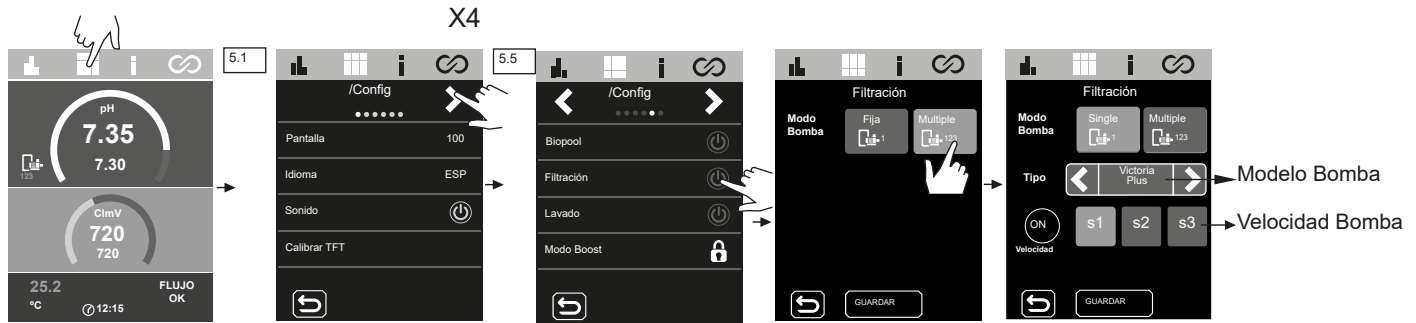 X4
pH
7.35
7.30
123
ClmV
720
720
25.2
ºC
12:15
FLUJO
OK
5.1
/Config
Pantalla 100
Idioma ESP
Sonido
Calibrar TFT
5.5
/Config
Biopool
Filtración
Lavado
Modo Boost
Filtración
Modo
Bomba
Fija
1
Multiple
123
GUARDAR
Filtración
Modo
Bomba
Single
1
Multiple
123
Tipo
Victoria
Plus
Modelo Bomba
ON
Velocidad
s1 s2 s3
Velocidad Bomba
GUARDAR